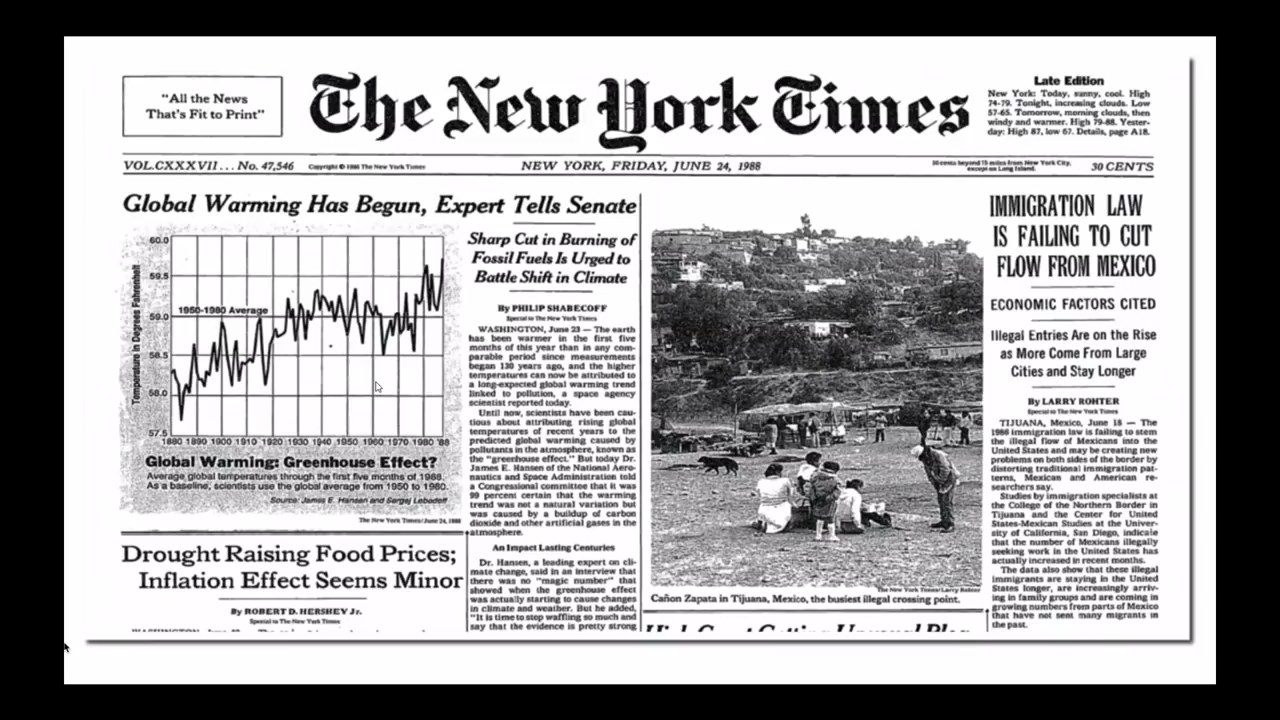 "All the News
That's Fit to Print"
The New York Times
Late Edition
New York: Today, sunny, cool. High
74-79. Tonight, increasing clouds. Low
57-65. Tomorrow, morning clouds, then
windy and warmer. High 79-88. Yester-
day: High 87, low 67. Details, page A18.
VOL.CXXXVII . . . No. 47,546
Copyright © 1988 The New York Times
NEW YORK, FRIDAY, JUNE 24, 1988
50 cents beyond 75 miles from New York City,
except on Long Island.
30 CENTS
Global Warming Has Begun, Expert Tells Senate
60.0
59.5
59.0
58.5
58.0
57.5
Temperature in Degrees Fahrenheit
1950-1980 Average
1880 1890 1900 1910 1920 1930 1940 1950 1960 1970 1980 '88
Global Warming: Greenhouse Effect?
Average global temperatures through the first five months of 1988.
As a baseline, scientists use the global average from 1950 to 1980.
Source: James E. Hansen and Sergej Lebedeff
The New York Times/June 24, 1988
Drought Raising Food Prices;
Inflation Effect Seems Minor
By ROBERT D. HERSHEY Jr.
Special to The New York Times
Sharp Cut in Burning of
Fossil Fuels Is Urged to
Battle Shift in Climate
By PHILIP SHABECOFF
Special to The New York Times
WASHINGTON, June 23 — The earth
has been warmer in the first five
months of this year than in any com-
parable period since measurements
began 130 years ago, and the higher
temperatures can now be attributed to
a long-expected global warming trend
linked to pollution, a space agency
scientist reported today.
Until now, scientists have been cau-
tious about attributing rising global
temperatures of recent years to the
predicted global warming caused by
pollutants in the atmosphere, known as
the "greenhouse effect." But today Dr.
James E. Hansen of the National Aero-
nautics and Space Administration told
a Congressional committee that it was
99 percent certain that the warming
trend was not a natural variation but
was caused by a buildup of carbon
dioxide and other artificial gases in the
atmosphere.
An Impact Lasting Centuries
Dr. Hansen, a leading expert on cli-
mate change, said in an interview that
there was no "magic number" that
showed when the greenhouse effect
was actually starting to cause changes
in climate and weather. But he added,
"It is time to stop waffling so much and
say that the evidence is pretty strong
The New York Times/Larry Rohter
Cañon Zapata in Tijuana, Mexico, the busiest illegal crossing point.
IMMIGRATION LAW
IS FAILING TO CUT
FLOW FROM MEXICO
ECONOMIC FACTORS CITED
Illegal Entries Are on the Rise
as More Come From Large
Cities and Stay Longer
By LARRY ROHTER
Special to The New York Times
TIJUANA, Mexico, June 18 — The
1986 immigration law is failing to stem
the illegal flow of Mexicans into the
United States and may be creating new
problems on both sides of the border by
distorting traditional immigration pat-
terns, Mexican and American re-
searchers say.
Studies by immigration specialists at
the College of the Northern Border in
Tijuana and the Center for United
States-Mexican Studies at the Univer-
sity of California, San Diego, indicate
that the number of Mexicans illegally
seeking work in the United States has
actually increased in recent months.
The data also show that these illegal
immigrants are staying in the United
States longer, are increasingly arriv-
ing in family groups and are coming in
growing numbers from parts of Mexico
that have not sent many migrants in
the past.